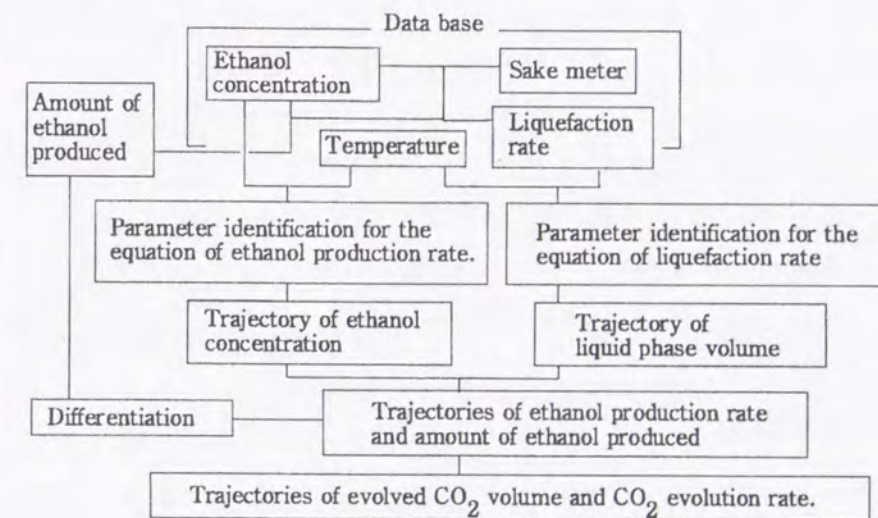 Data base
Ethanol
concentration
Sake meter
Amount of
ethanol
produced
Liquefaction
rate
Temperature
Parameter identification for the
equation of ethanol production rate.
Parameter identification for the
equation of liquefaction rate
Trajectory of ethanol
concentration
Trajectory of
liquid phase volume
Differentiation
Trajectories of ethanol production rate
and amount of ethanol produced
Trajectories of evolved CO₂ volume and CO₂ evolution rate.